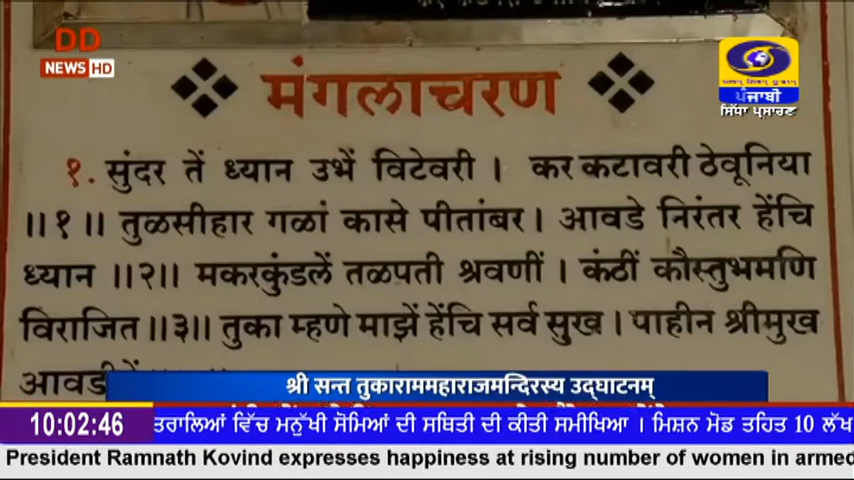 DD
NEWS HD
ਪੰਜਾਬੀ
ਸਿੱਧਾ ਪ੍ਰਸਾਰਣ
मंगलाचरण
१. सुंदर तें ध्यान उभें विटेवरी । कर कटावरी ठेवूनिया
॥१॥ तुळसीहार गळां कासे पीतांबर। आवडे निरंतर हेंचि
ध्यान ॥२॥ मकरकुंडलें तळपती श्रवणीं । कंठीं कौस्तुभमणि
विराजित ॥३॥ तुका म्हणे माझें हेंचि सर्व सुख । पाहीन श्रीमुख
श्री सन्त तुकाराममहाराजमन्दिरस्य उद्घाटनम्
10:02:46 ਤਰਾਲਿਆਂ ਵਿੱਚ ਮਨੁੱਖੀ ਸੋਮਿਆਂ ਦੀ ਸਥਿਤੀ ਦੀ ਕੀਤੀ ਸਮੀਖਿਆ । ਮਿਸ਼ਨ ਮੋਡ ਤਹਿਤ 10 ਲੱਖ
President Ramnath Kovind expresses happiness at rising number of women in armed